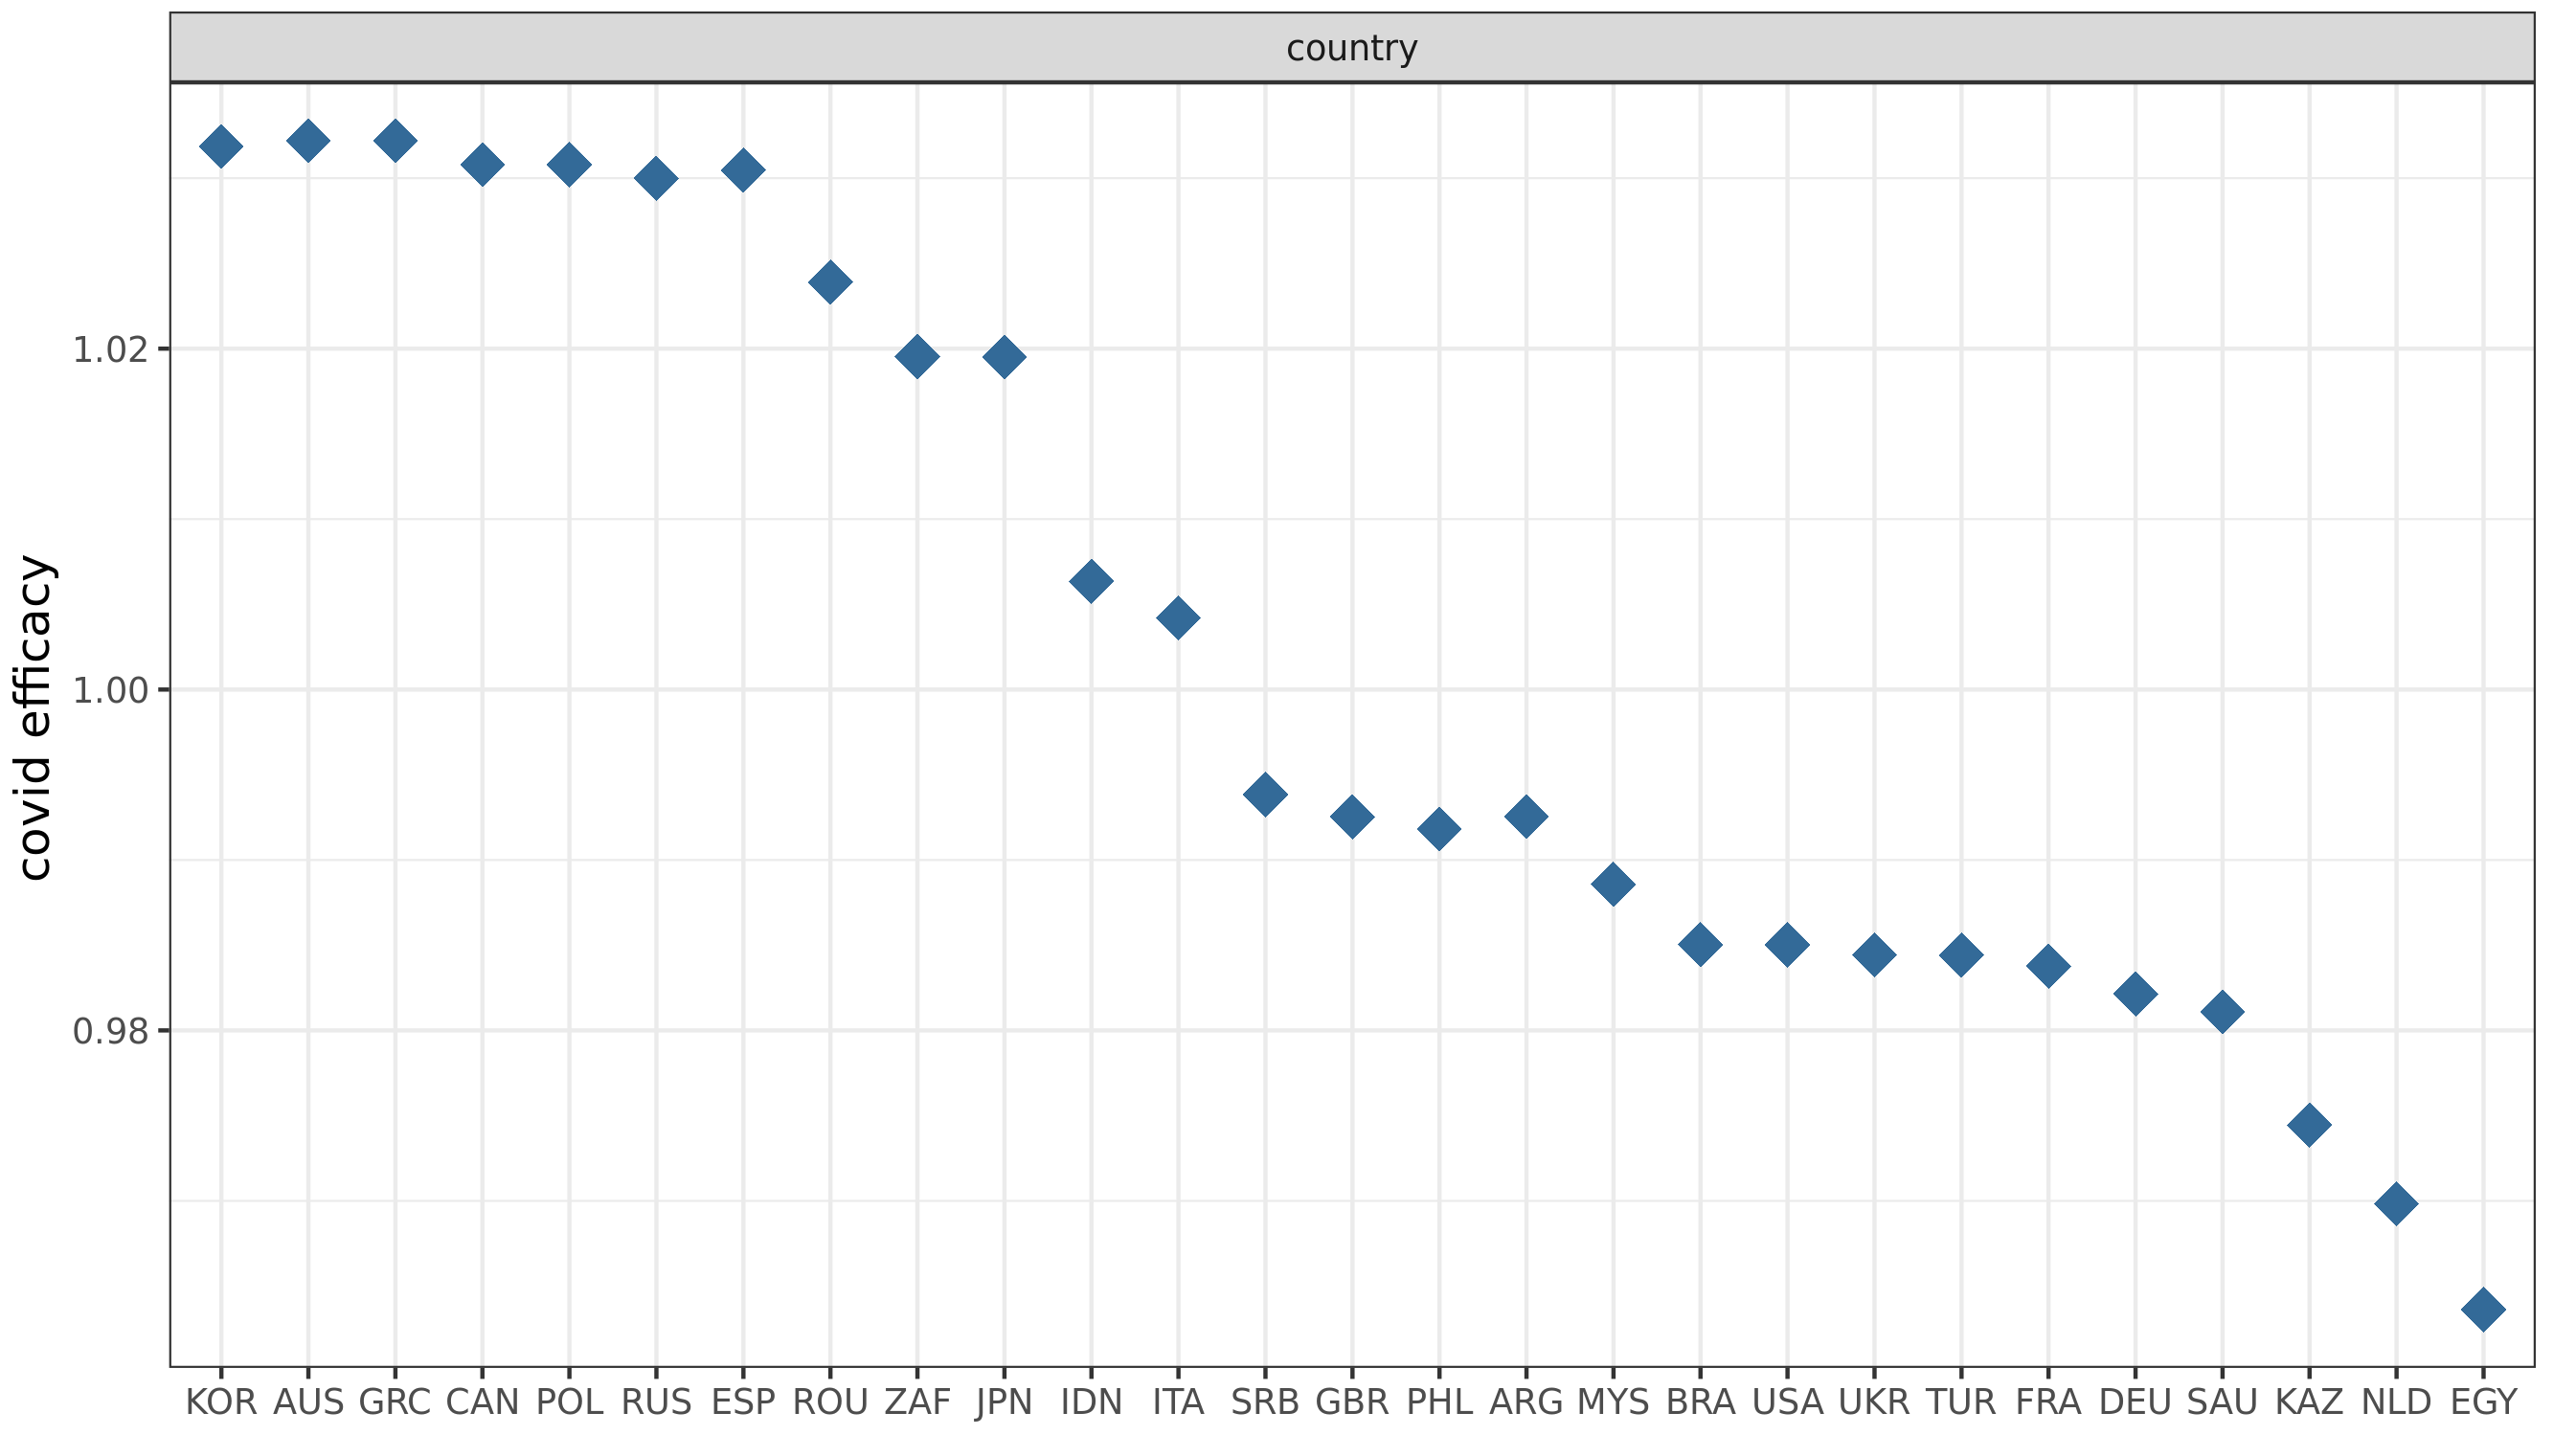 country
covid efficacy
1.02
1.00
0.98
KOR AUS GRC CAN POL RUS ESP ROU ZAF JPN IDN ITA SRB GBR PHL ARG MYS BRA USA UKR TUR FRA DEU SAU KAZ NLD EGY